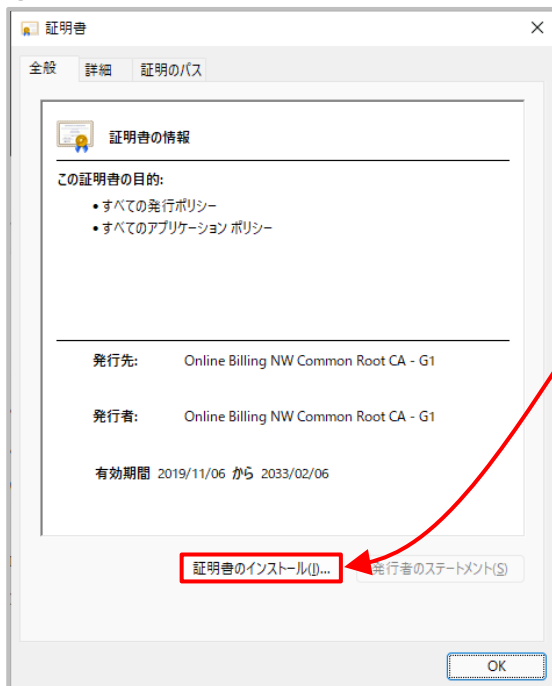 証明書
全般 詳細 証明のパス
証明書の情報
この証明書の目的:
• すべての発行ポリシー
• すべてのアプリケーション ポリシー
発行先: Online Billing NW Common Root CA - G1
発行者: Online Billing NW Common Root CA - G1
有効期間 2019/11/06 から 2033/02/06
証明書のインストール(I)... 発行者のステートメント(S)
OK